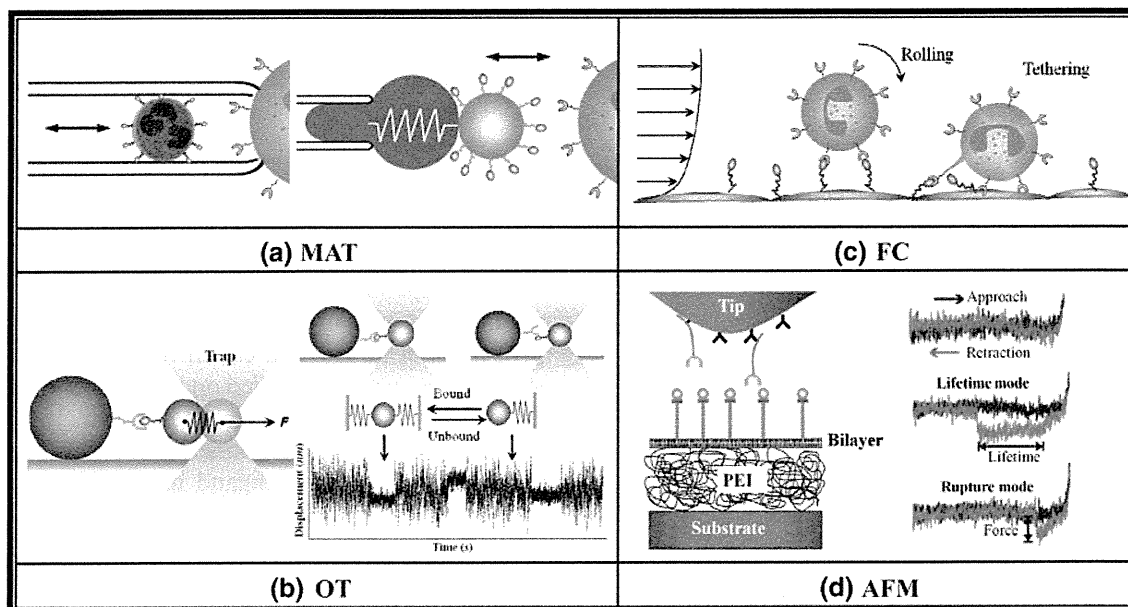 Rolling
Tethering
(a) MAT
(c) FC
Trap
F
Bound
Unbound
Displacement (nm)
Time (s)
(b) OT
Tip
Bilayer
PEI
Substrate
Approach
Retraction
Lifetime mode
Lifetime
Rupture mode
Force
(d) AFM